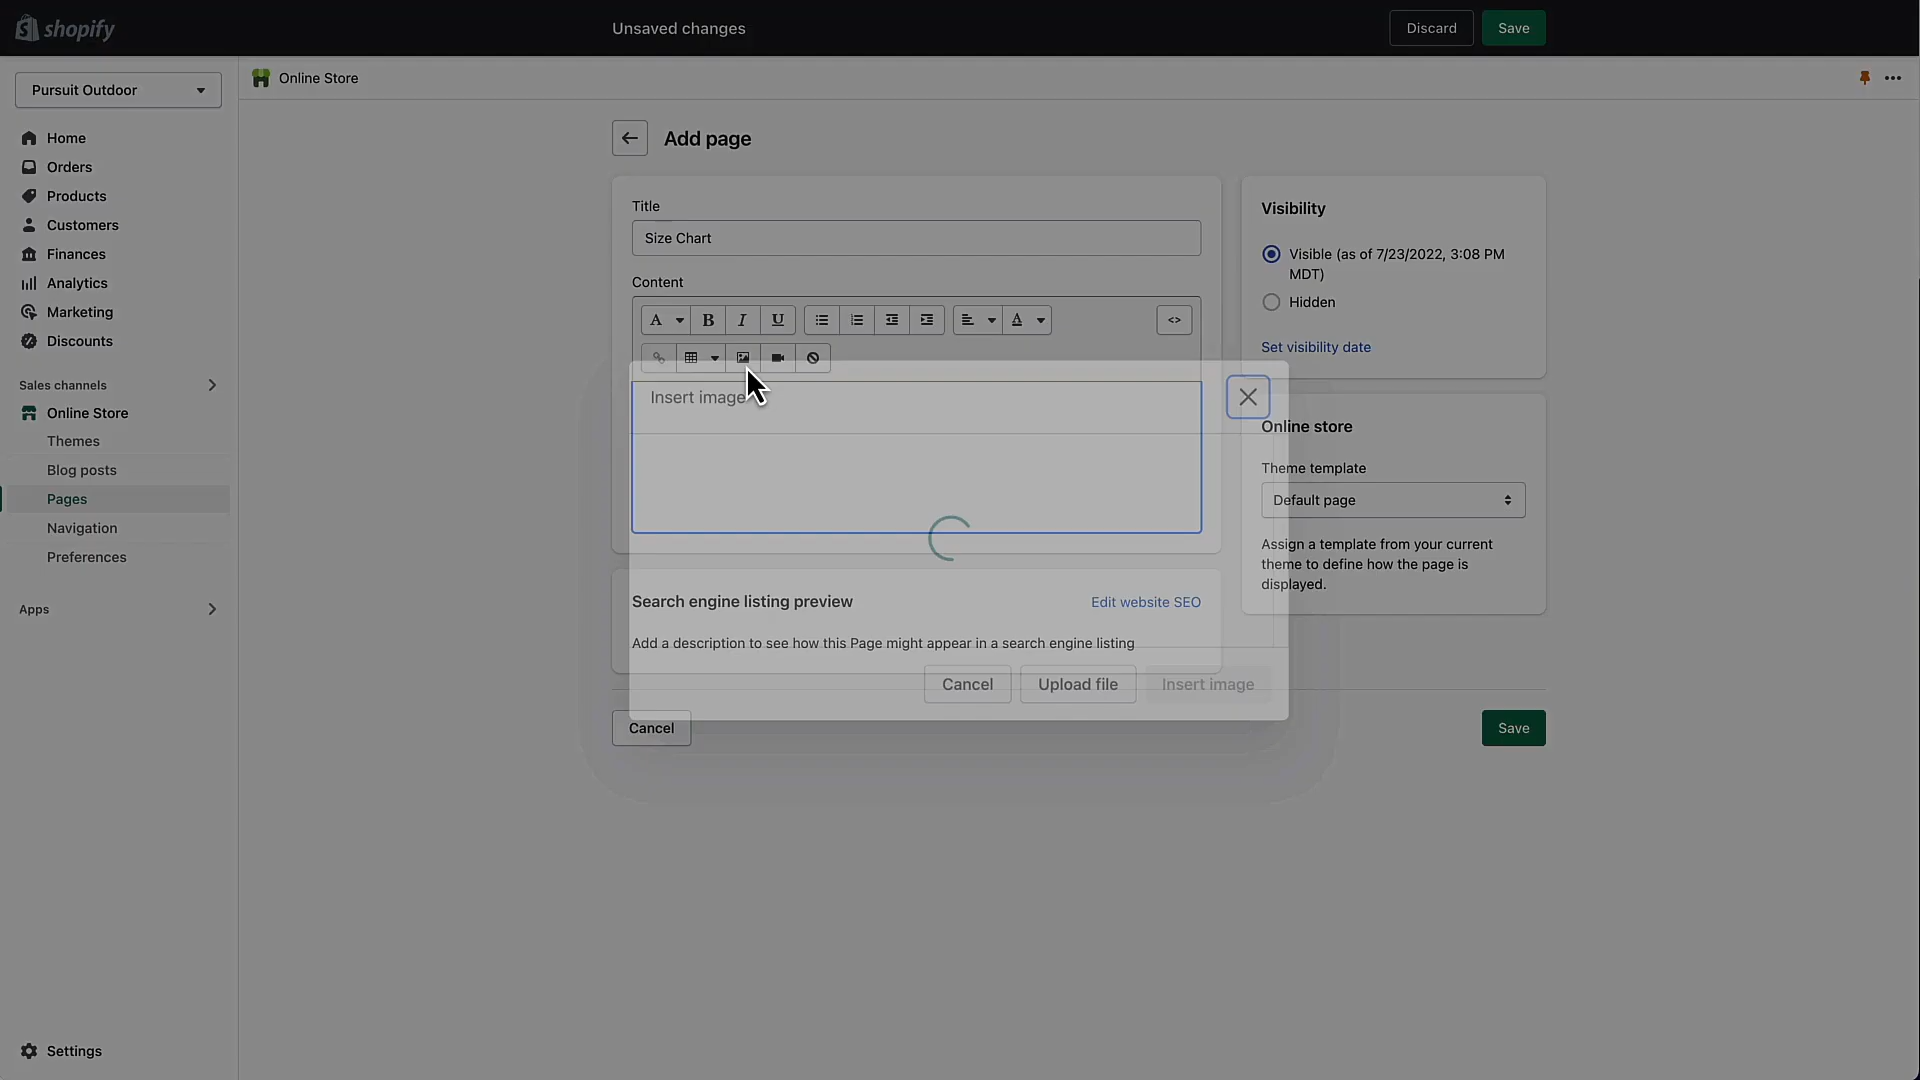 shopify
Unsaved changes
Discard
Save
Pursuit Outdoor
Online Store
Home
Orders
Products
Customers
Finances
Analytics
Marketing
Discounts
Sales channels
Online Store
Themes
Blog posts
Pages
Navigation
Preferences
Apps
Settings
Add page
Title
Size Chart
Content
A
B
I
U
A
<>
Insert image
Search engine listing preview
Edit website SEO
Add a description to see how this Page might appear in a search engine listing
Cancel
Upload file
Insert image
Cancel
Save
Visibility
Visible (as of 7/23/2022, 3:08 PM
MDT)
Hidden
Set visibility date
Online store
Theme template
Default page
Assign a template from your current
theme to define how the page is
displayed.